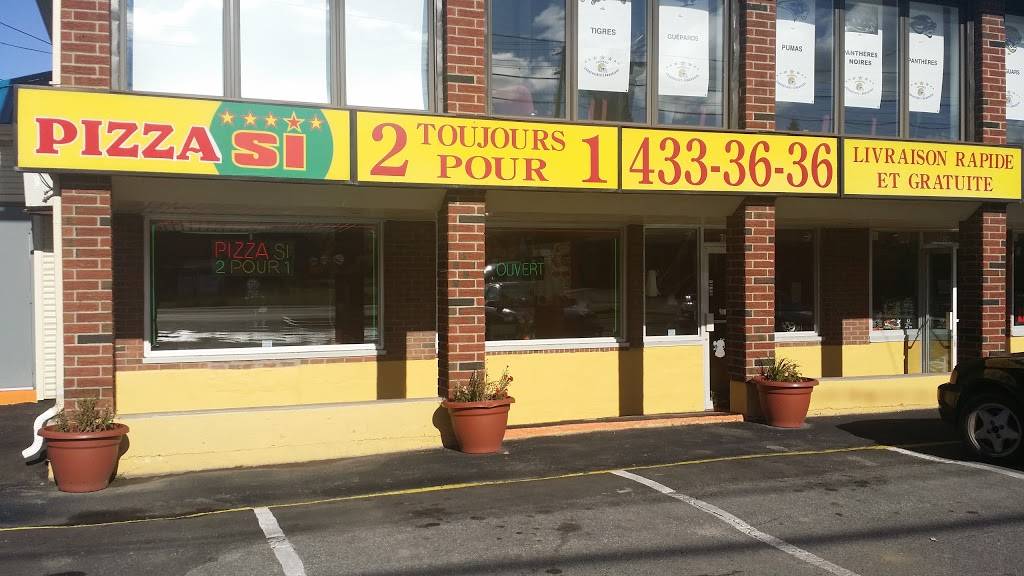 TIGRES
GUÉPARDS
PUMAS
PANTHÈRES
NOIRES
PANTHÈRE
PIZZA Si
2 TOUJOURS POUR 1
433-36-36
LIVRAISON RAPIDE
ET GRATUITE
PIZZA SI
2 POUR 1
OUVERT